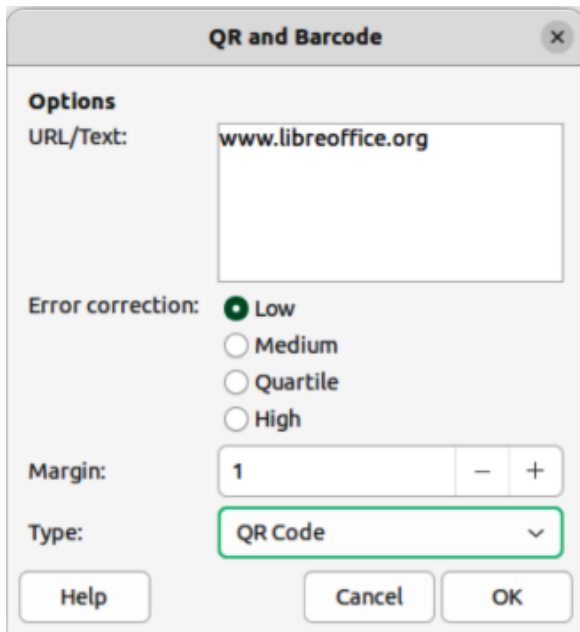 QR and Barcode
Options
URL/Text: www.libreoffice.org
Error correction: Low
Medium
Quartile
High
Margin: 1
Type: QR Code
Help Cancel OK